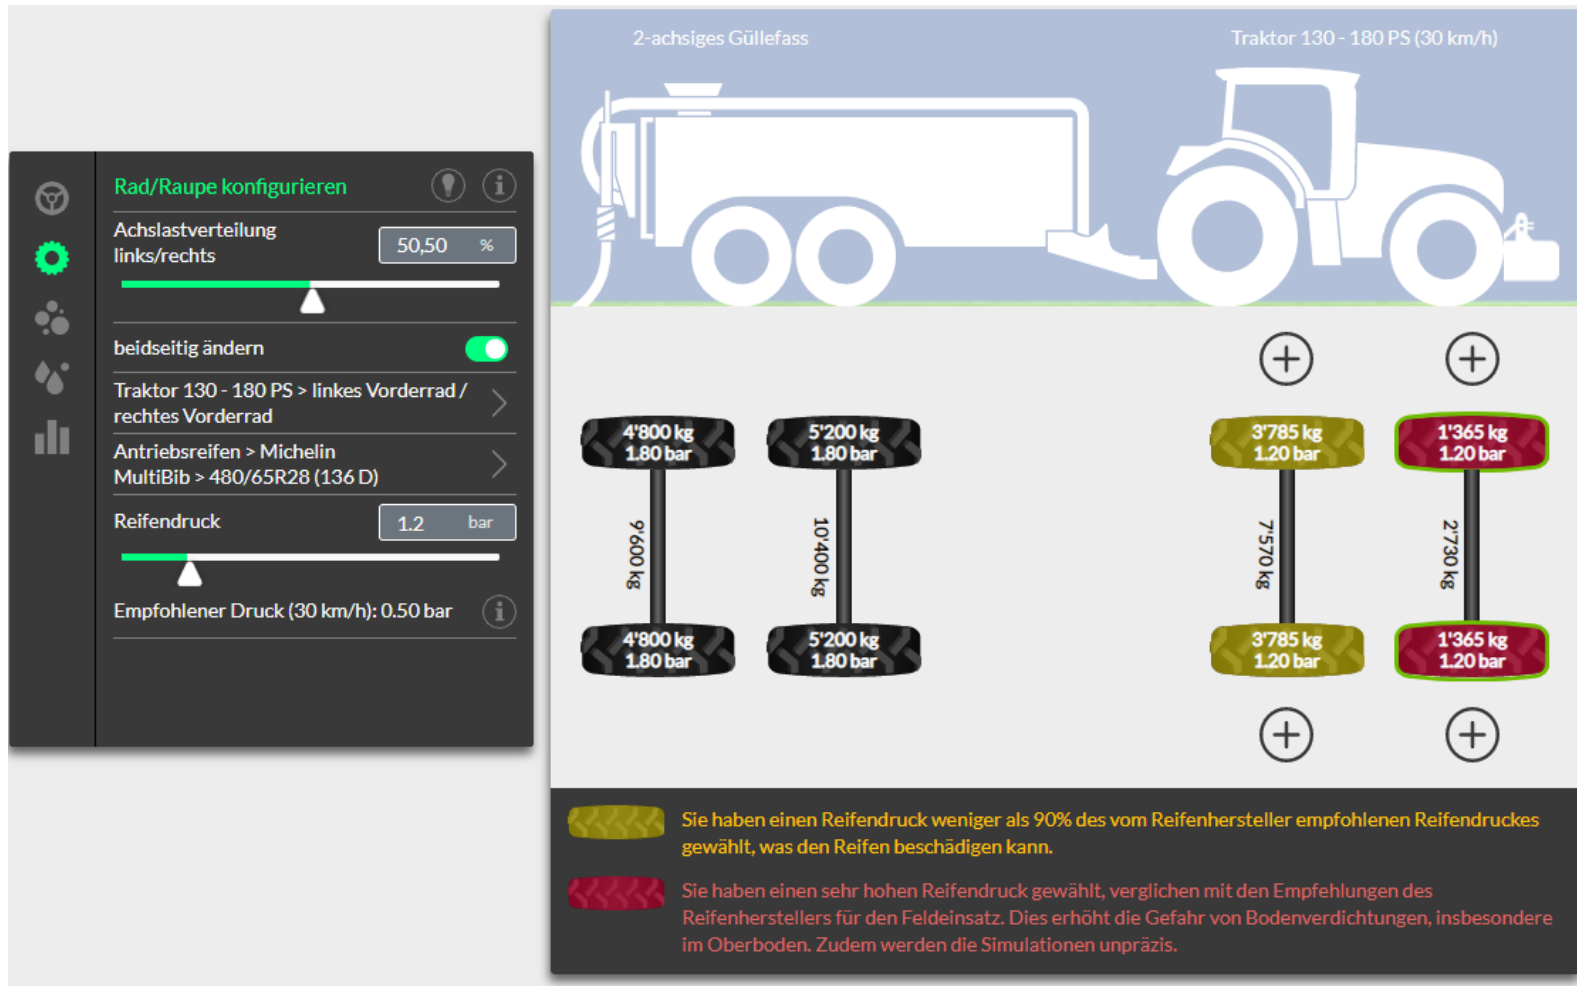 Rad/Raupe konfigurieren
Achslastverteilung
links/rechts
50,50 %
beidseitig ändern
Traktor 130 - 180 PS > linkes Vorderrad /
rechtes Vorderrad
Antriebsreifen > Michelin
MultiBib > 480/65R28 (136 D)
Reifendruck
1.2 bar
Empfohlener Druck (30 km/h): 0.50 bar
2-achsiges Güllefass
Traktor 130 - 180 PS (30 km/h)
4'800 kg
1.80 bar
5'200 kg
1.80 bar
3'785 kg
1.20 bar
1'365 kg
1.20 bar
9'600 kg
10'400 kg
7'570 kg
2'730 kg
4'800 kg
1.80 bar
5'200 kg
1.80 bar
3'785 kg
1.20 bar
1'365 kg
1.20 bar
Sie haben einen Reifendruck weniger als 90% des vom Reifenhersteller empfohlenen Reifendruckes
gewählt, was den Reifen beschädigen kann.
Sie haben einen sehr hohen Reifendruck gewählt, verglichen mit den Empfehlungen des
Reifenherstellers für den Feldeinsatz. Dies erhöht die Gefahr von Bodenverdichtungen, insbesondere
im Oberboden. Zudem werden die Simulationen unpräzis.